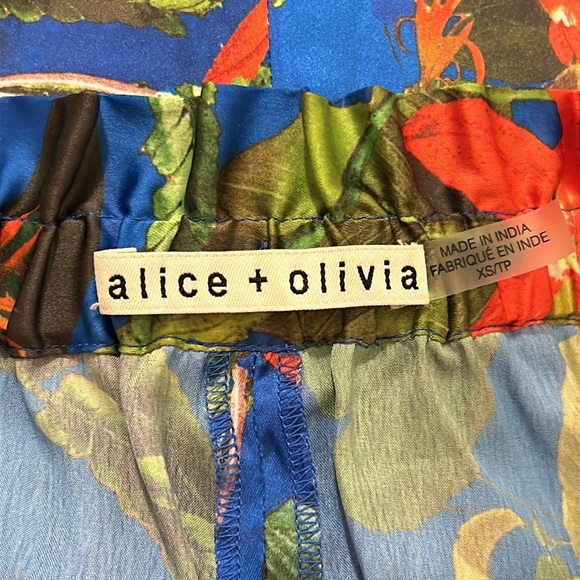 alice + olivia
MADE IN INDIA
FABRIQUÉ EN INDE
XS/TP